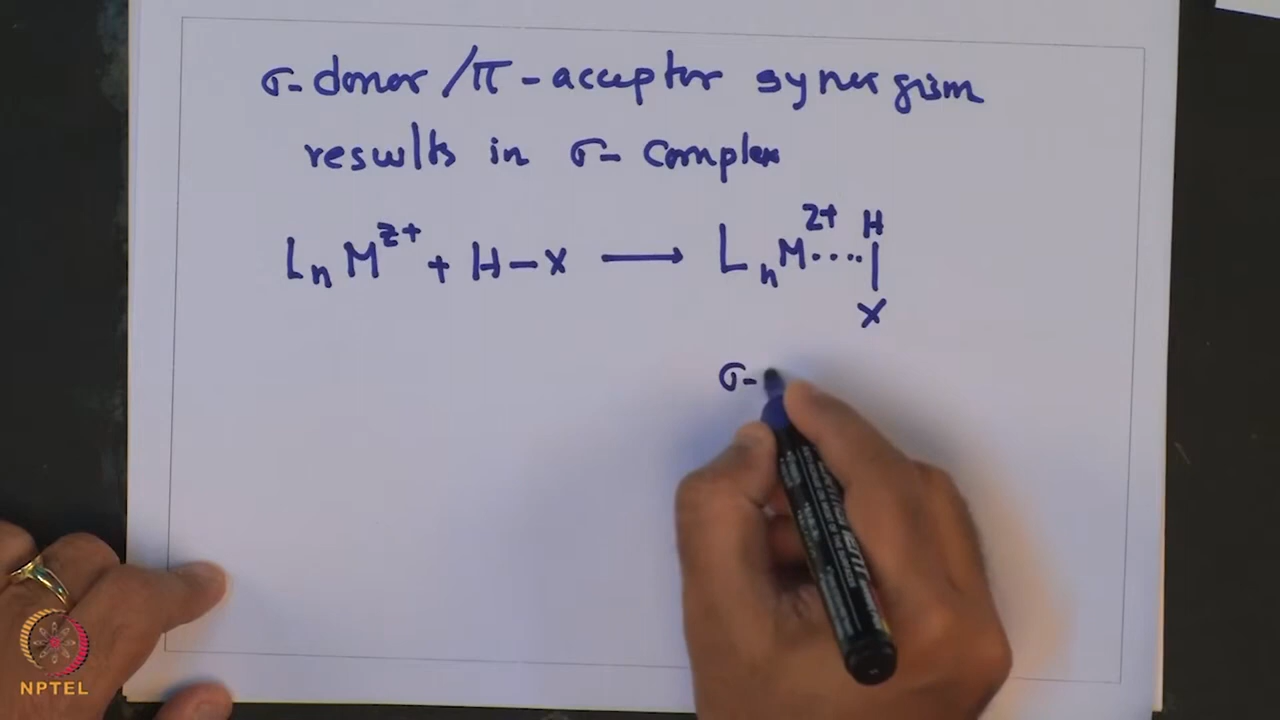 σ-donor/π-acceptor synergism
results in σ-complex
LnM^z+ + H-X ⟶ LnM^z+....H
|
X
σ-
NPTEL